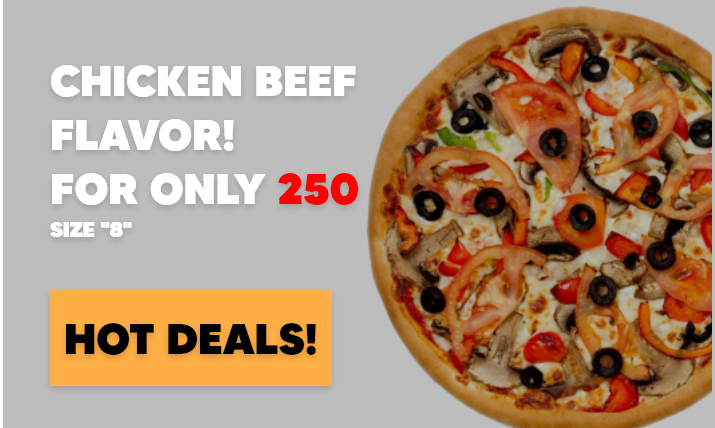 CHICKEN BEEF
FLAVOR!
FOR ONLY 250
SIZE "8"
HOT DEALS!